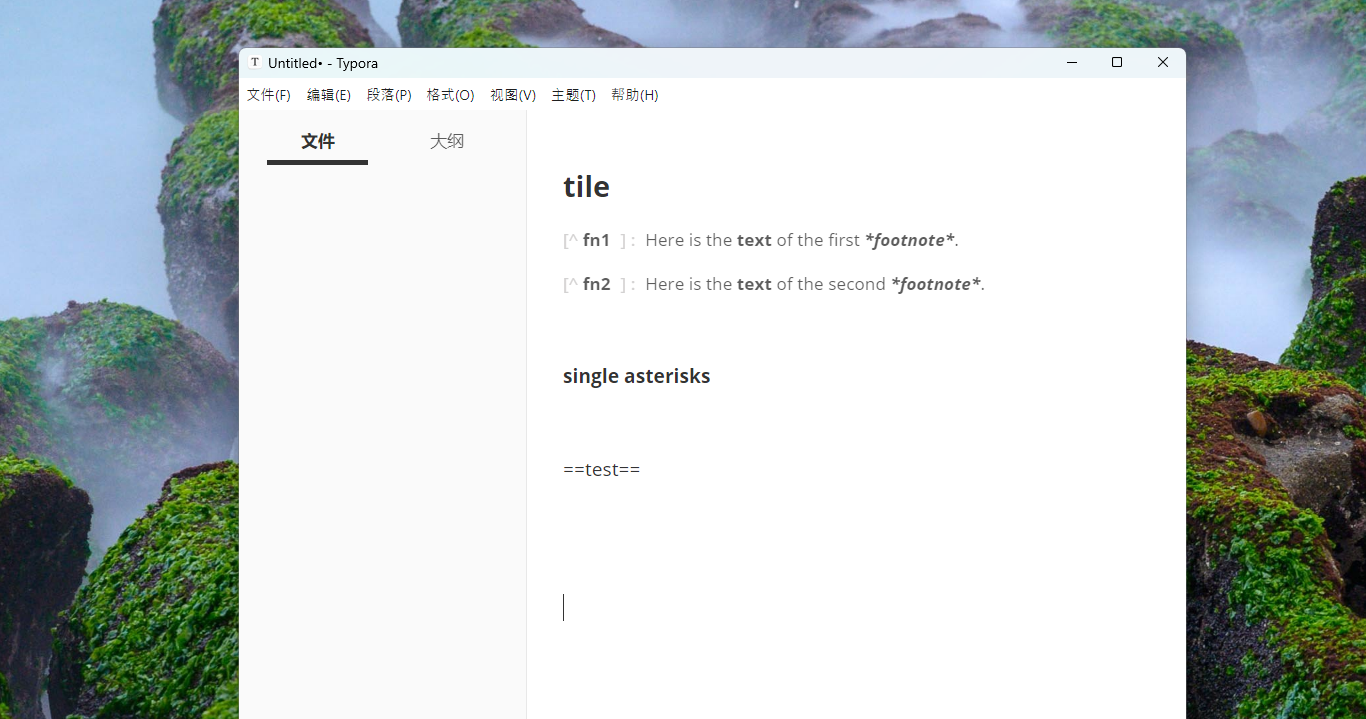 T Untitled• - Typora
文件(F) 编辑(E) 段落(P) 格式(O) 视图(V) 主题(T) 帮助(H)
文件 大纲
tile
[^ fn1 ] : Here is the text of the first *footnote*.
[^ fn2 ] : Here is the text of the second *footnote*.
single asterisks
==test==